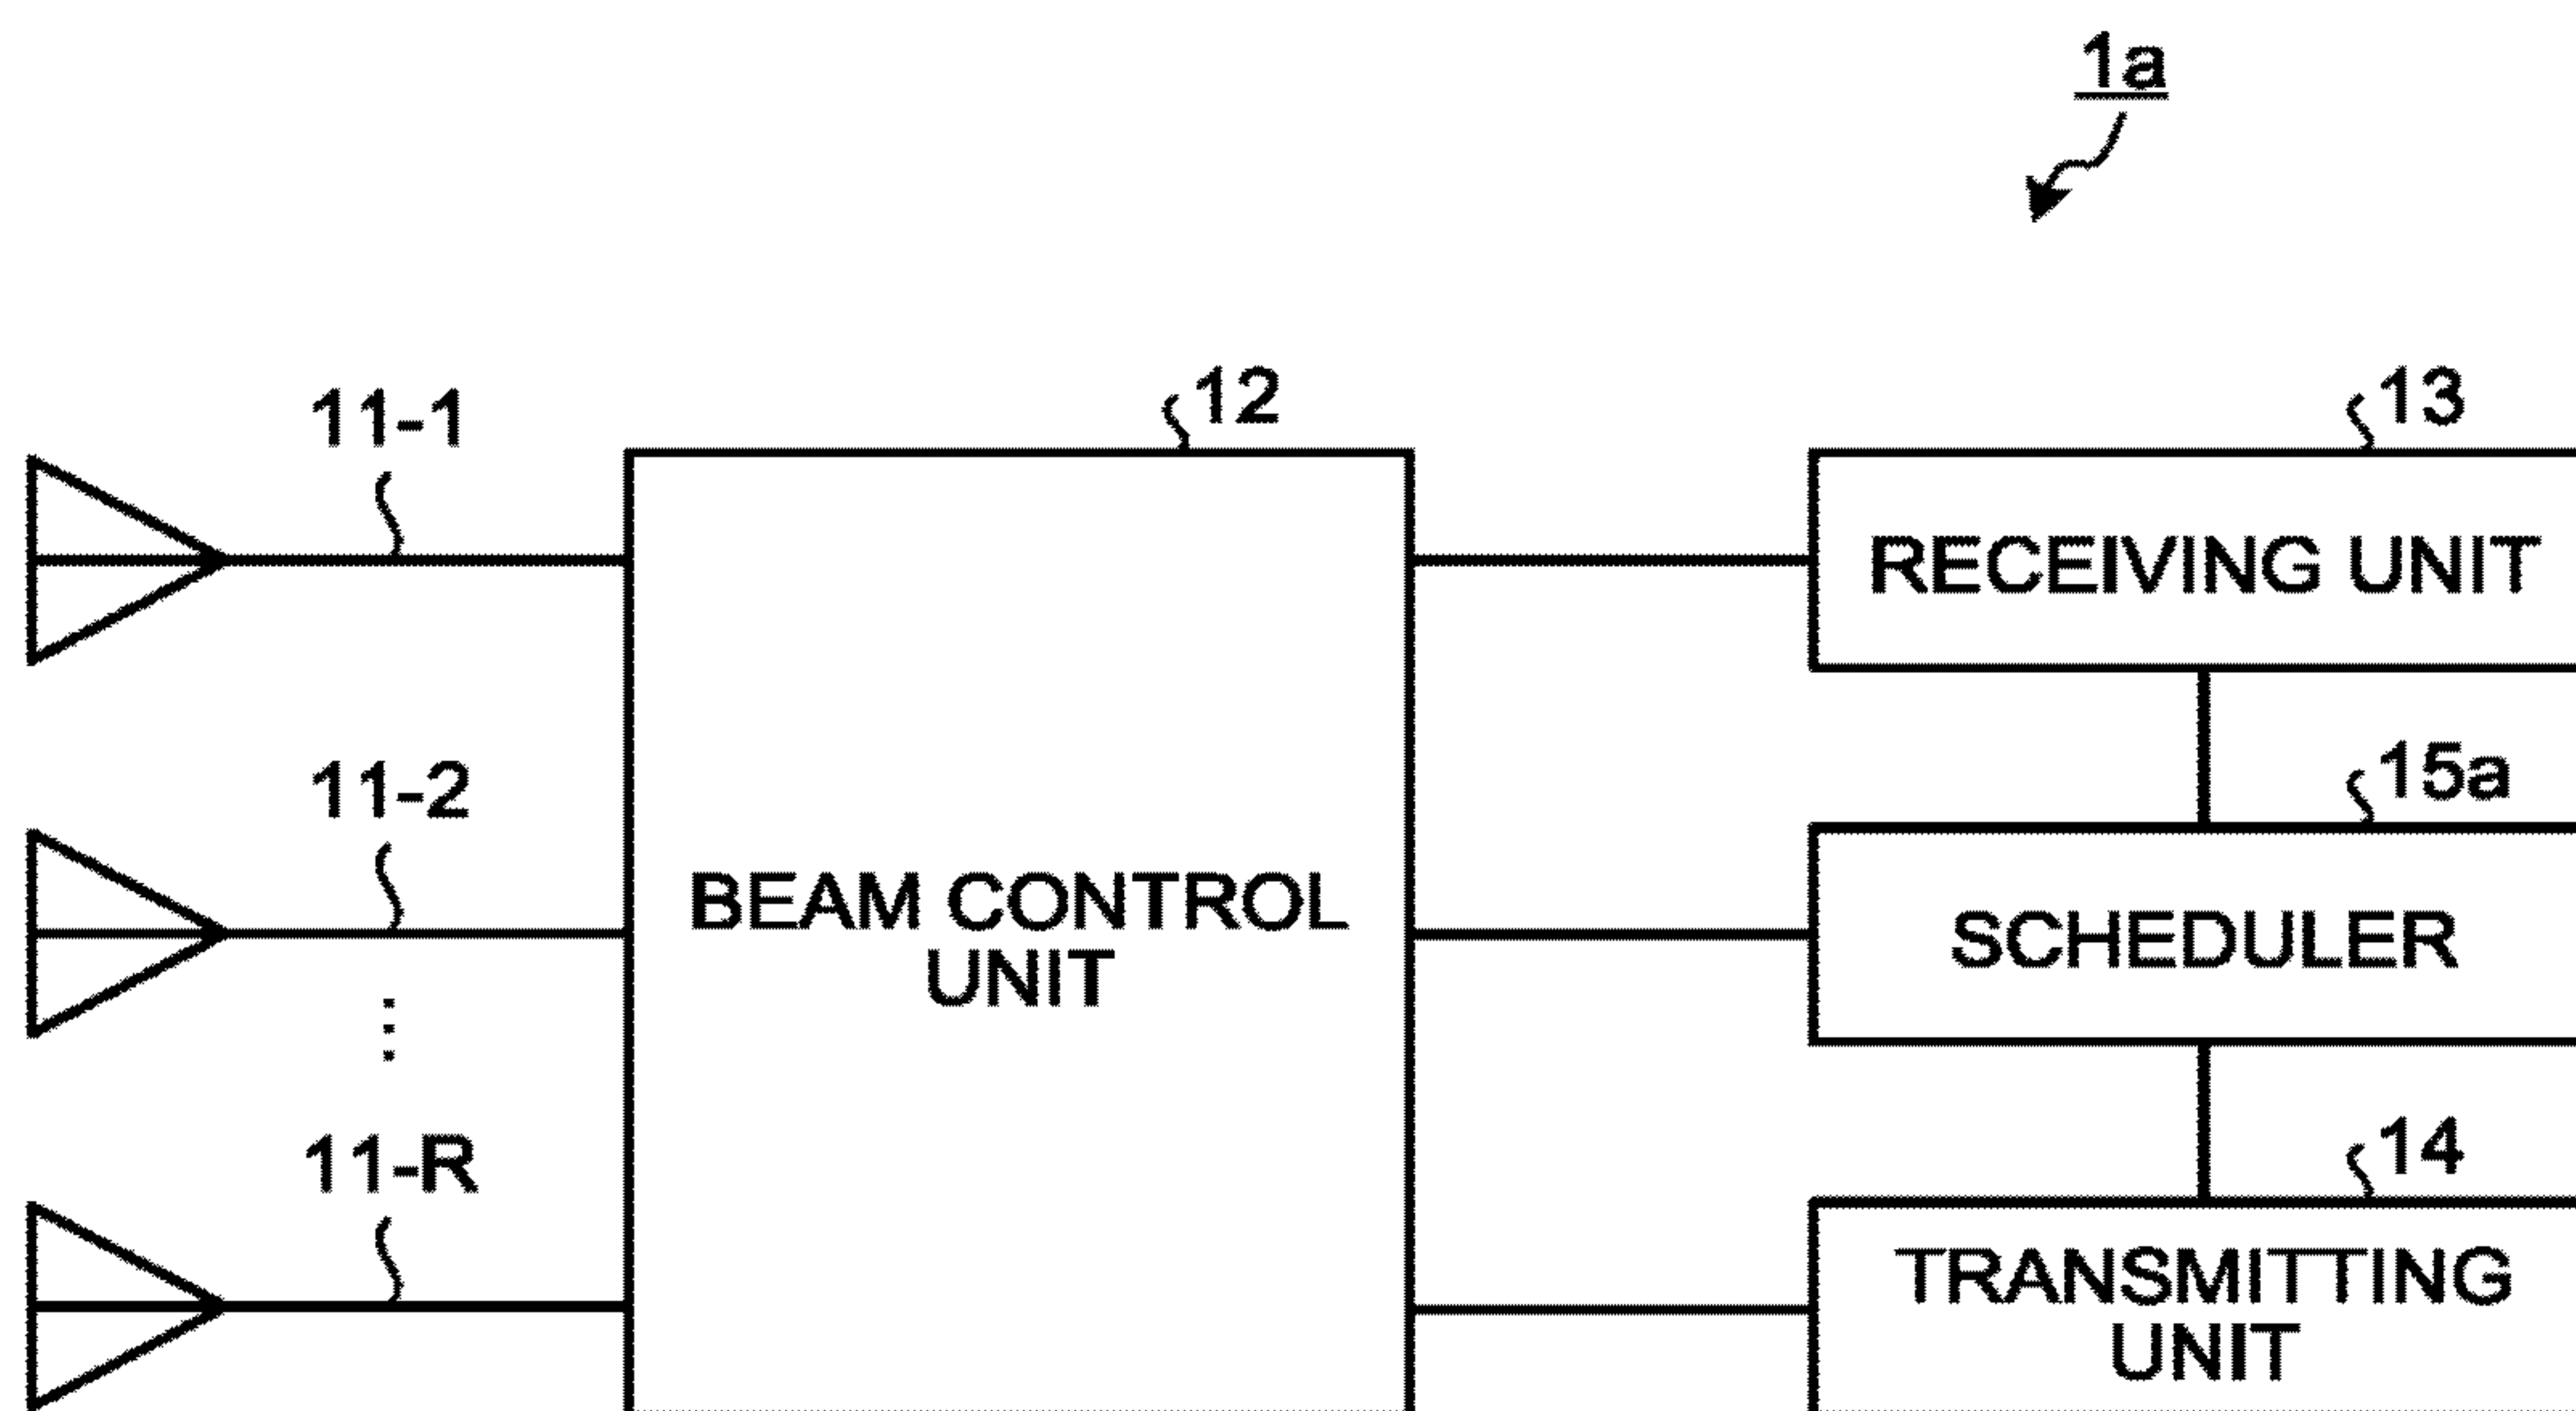 1a
11-1
12
13
RECEIVING UNIT
11-2
15a
BEAM CONTROL
UNIT
SCHEDULER
11-R
14
TRANSMITTING
UNIT